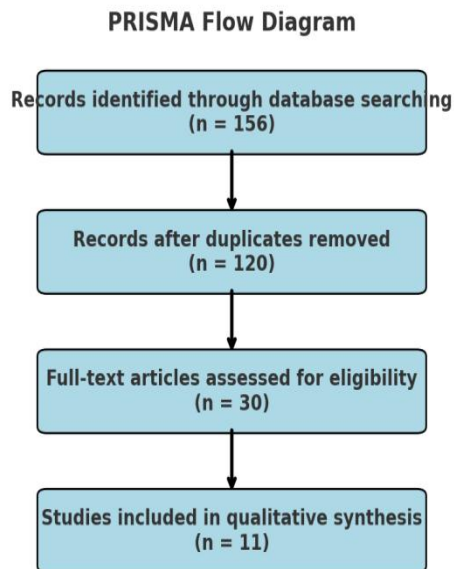 PRISMA Flow Diagram
Records identified through database searching
(n = 156)
Records after duplicates removed
(n = 120)
Full-text articles assessed for eligibility
(n = 30)
Studies included in qualitative synthesis
(n = 11)